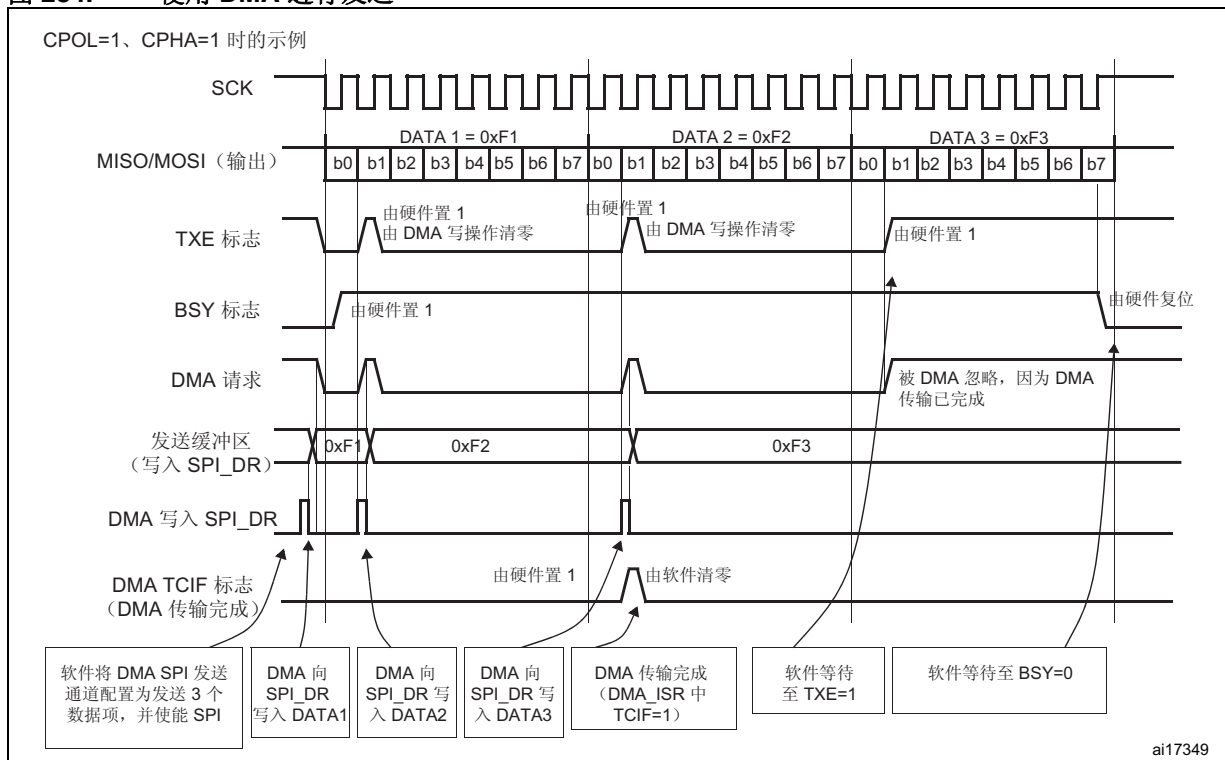 CPOL=1、CPHA=1 时的示例
SCK
DATA 1 = 0xF1
DATA 2 = 0xF2
DATA 3 = 0xF3
MISO/MOSI（输出）
b0 b1 b2 b3 b4 b5 b6 b7 b0 b1 b2 b3 b4 b5 b6 b7 b0 b1 b2 b3 b4 b5 b6 b7
TXE 标志
由硬件置 1
由 DMA 写操作清零
由硬件置 1
由 DMA 写操作清零
由硬件置 1
BSY 标志
由硬件置 1
由硬件复位
DMA 请求
被 DMA 忽略，因为 DMA
传输已完成
发送缓冲区
（写入 SPI_DR）
0xF1
0xF2
0xF3
DMA 写入 SPI_DR
DMA TCIF 标志
（DMA 传输完成）
由硬件置 1
由软件清零
软件将 DMA SPI 发送
通道配置为发送 3 个
数据项，并使能 SPI
DMA 向
SPI_DR
写入 DATA1
DMA 向
SPI_DR 写
入 DATA2
DMA 向
SPI_DR 写
入 DATA3
DMA 传输完成
（DMA_ISR 中
TCIF=1）
软件等待
至 TXE=1
软件等待至 BSY=0
ai17349